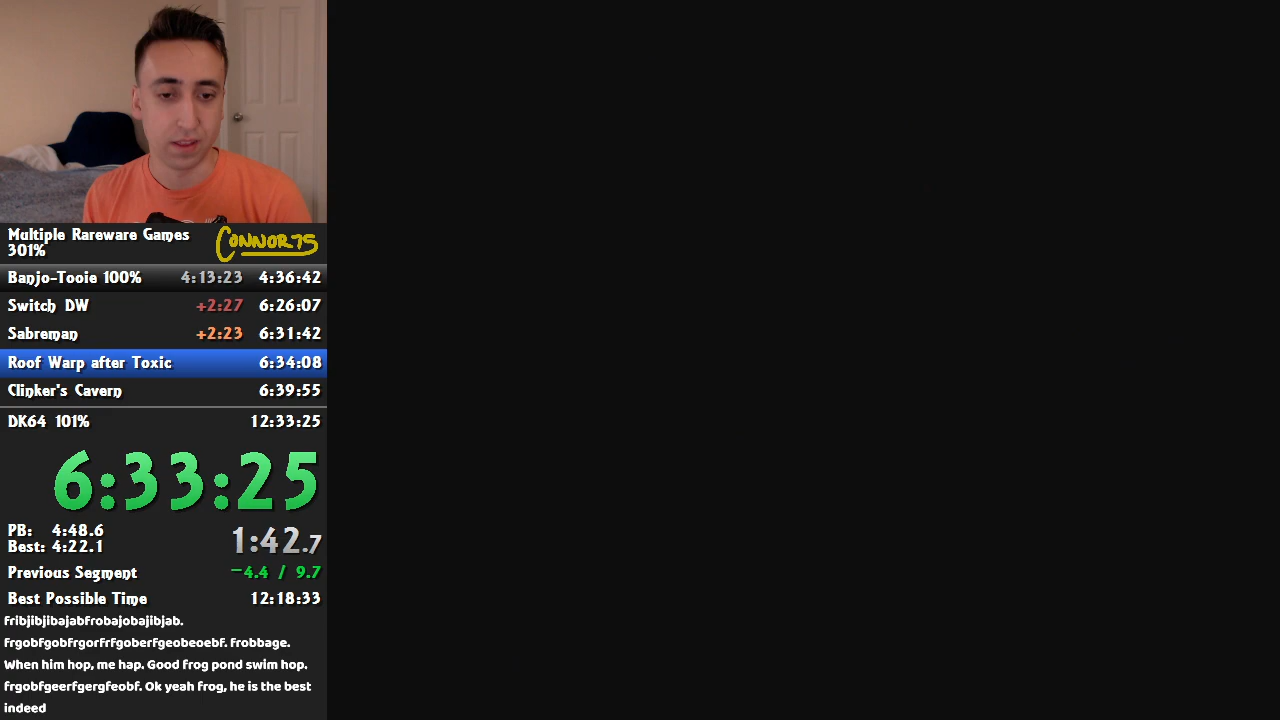 Multiple Rareware Games
301%
CONNOR75
Banjo-Tooie 100% 4:13:23 4:36:42
Switch DW +2:27 6:26:07
Sabreman +2:23 6:31:42
Roof Warp after Toxic 6:34:08
Clinker's Cavern 6:39:55
DK64 101% 12:33:25
6:33:25
PB: 4:48.6
Best: 4:22.1
1:42.7
Previous Segment -4.4 / 9.7
Best Possible Time 12:18:33
fribjibjibajabfrobajobajibjab.
frgobfgobfrgorfrfgoberfgeobeoebf. frobbage.
When him hop, me hap. Good frog pond swim hop.
frgobfgeerfgergfeobf. Ok yeah frog, he is the best
indeed